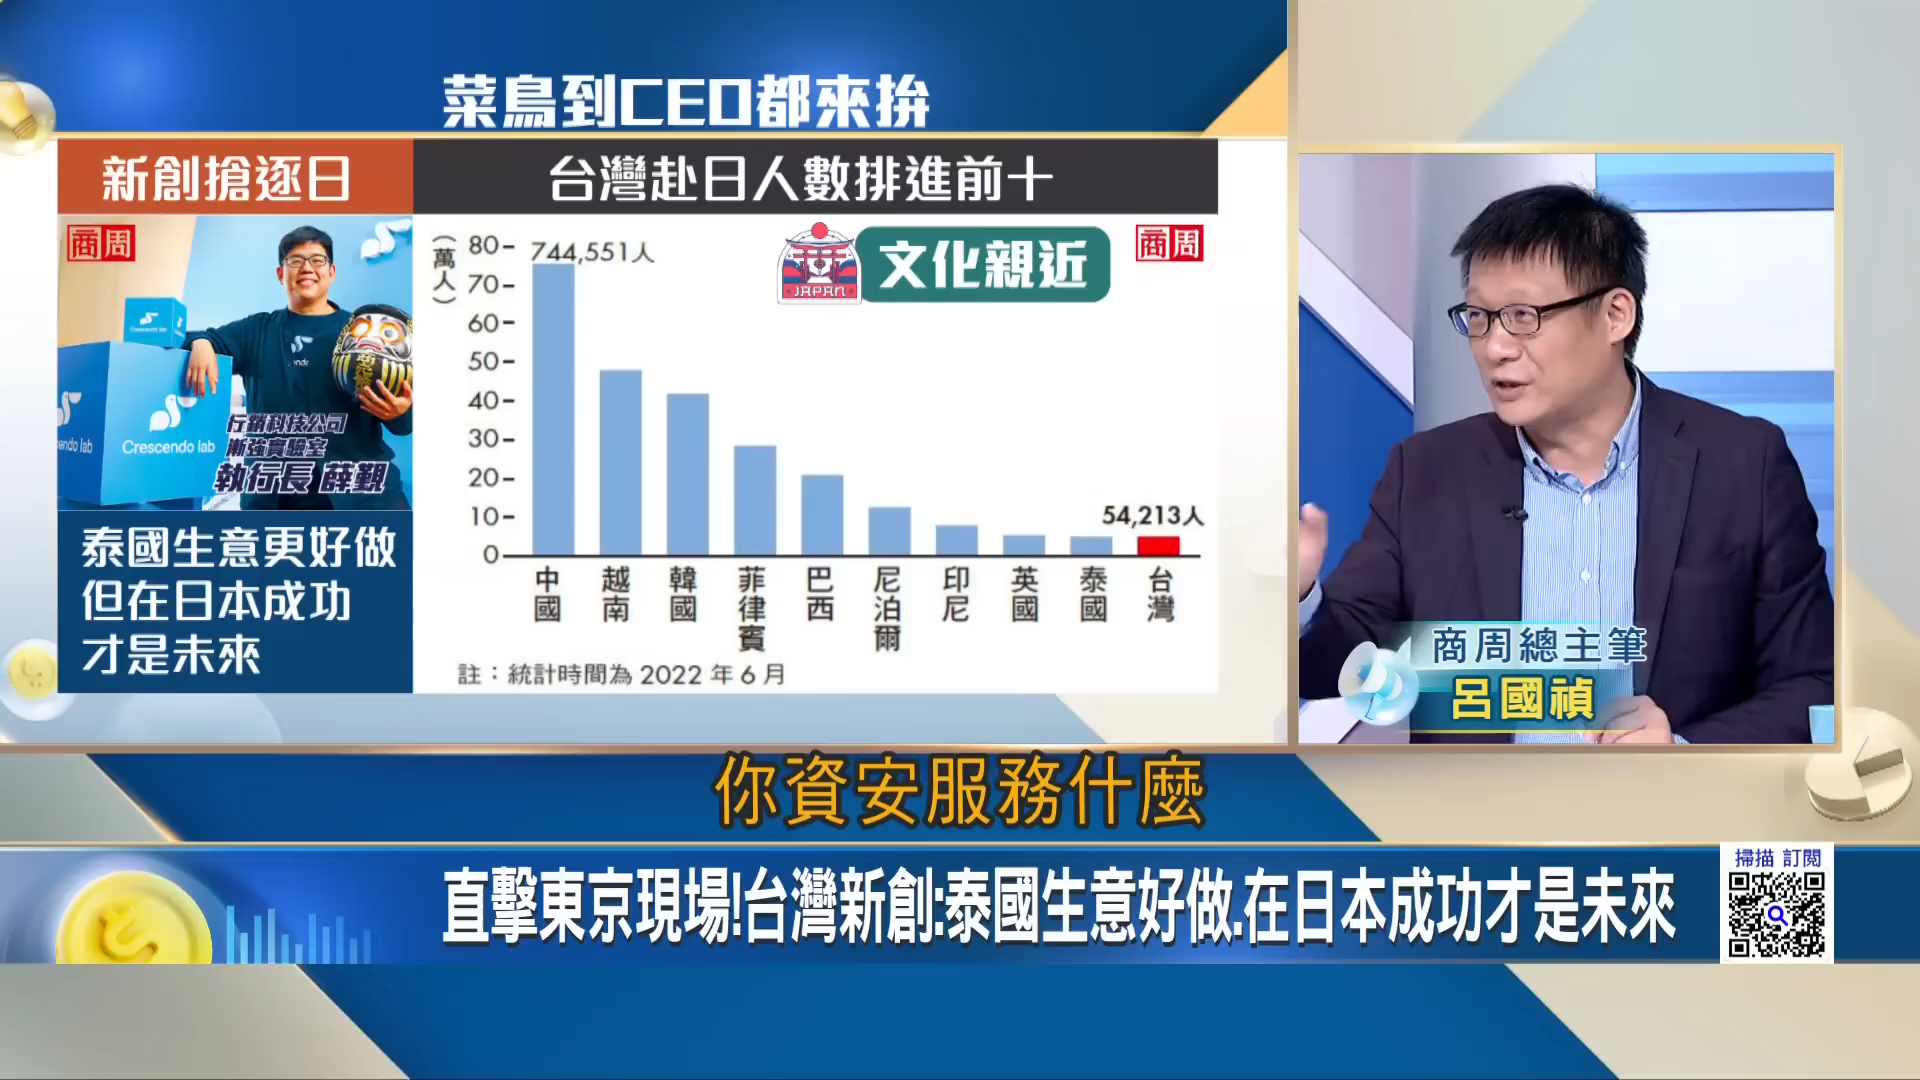 菜鳥到CEO都來拚
新創搶逐日
商周
Crescendo lab
Crescendo lab
行銷科技公司
漸強實驗室
執行長 薛覲
泰國生意更好做
但在日本成功
才是未來
台灣赴日人數排進前十
(萬人)
80
70
60
50
40
30
20
10
0
744,551人
JAPAN
文化親近
商周
54,213人
中國
越南
韓國
菲律賓
巴西
尼泊爾
印尼
英國
泰國
台灣
註：統計時間為 2022 年 6 月
商周總主筆
呂國禎
你資安服務什麼
直擊東京現場!台灣新創:泰國生意好做.在日本成功才是未來
掃描 訂閱